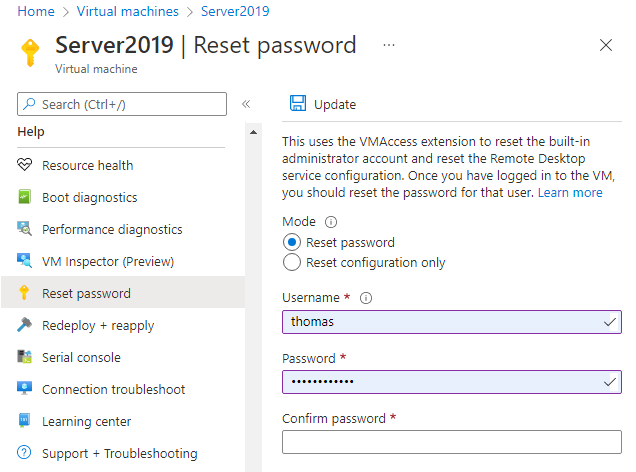 Home > Virtual machines > Server2019
Server2019 | Reset password ...
Virtual machine
Search (Ctrl+/)
«
Help
Resource health
Boot diagnostics
Performance diagnostics
VM Inspector (Preview)
Reset password
Redeploy + reapply
Serial console
Connection troubleshoot
Learning center
Support + Troubleshooting
Update
This uses the VMAccess extension to reset the built-in
administrator account and reset the Remote Desktop
service configuration. Once you have logged in to the VM,
you should reset the password for that user. Learn more
Mode
Reset password
Reset configuration only
Username *
thomas
Password *
••••••••••••
Confirm password *